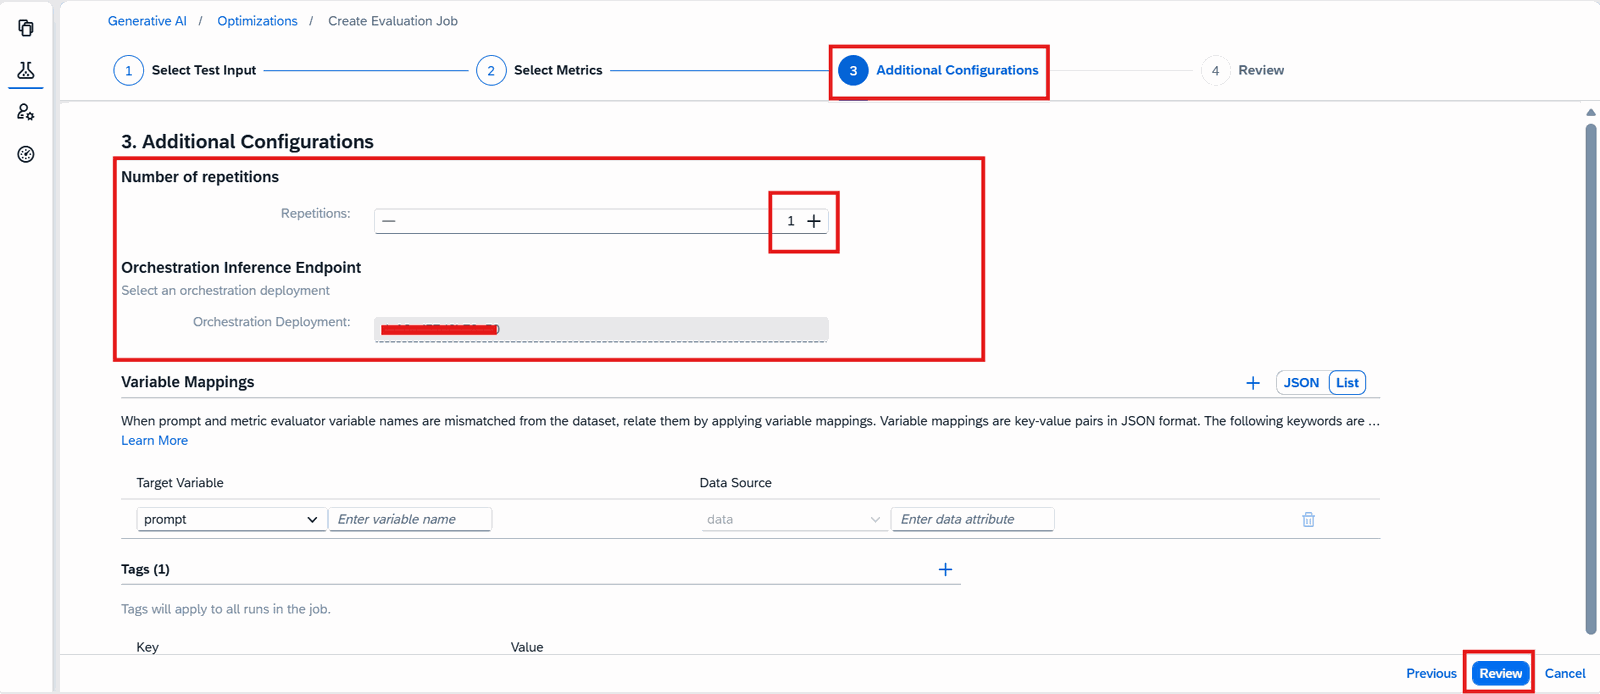 Generative AI / Optimizations / Create Evaluation Job
1 Select Test Input 2 Select Metrics 3 Additional Configurations 4 Review
3. Additional Configurations
Number of repetitions
Repetitions: — 1 +
Orchestration Inference Endpoint
Select an orchestration deployment
Orchestration Deployment:
Variable Mappings + JSON List
When prompt and metric evaluator variable names are mismatched from the dataset, relate them by applying variable mappings. Variable mappings are key-value pairs in JSON format. The following keywords are ...
Learn More
Target Variable Data Source
prompt Enter variable name data Enter data attribute
Tags (1) +
Tags will apply to all runs in the job.
Key Value
Previous Review Cancel